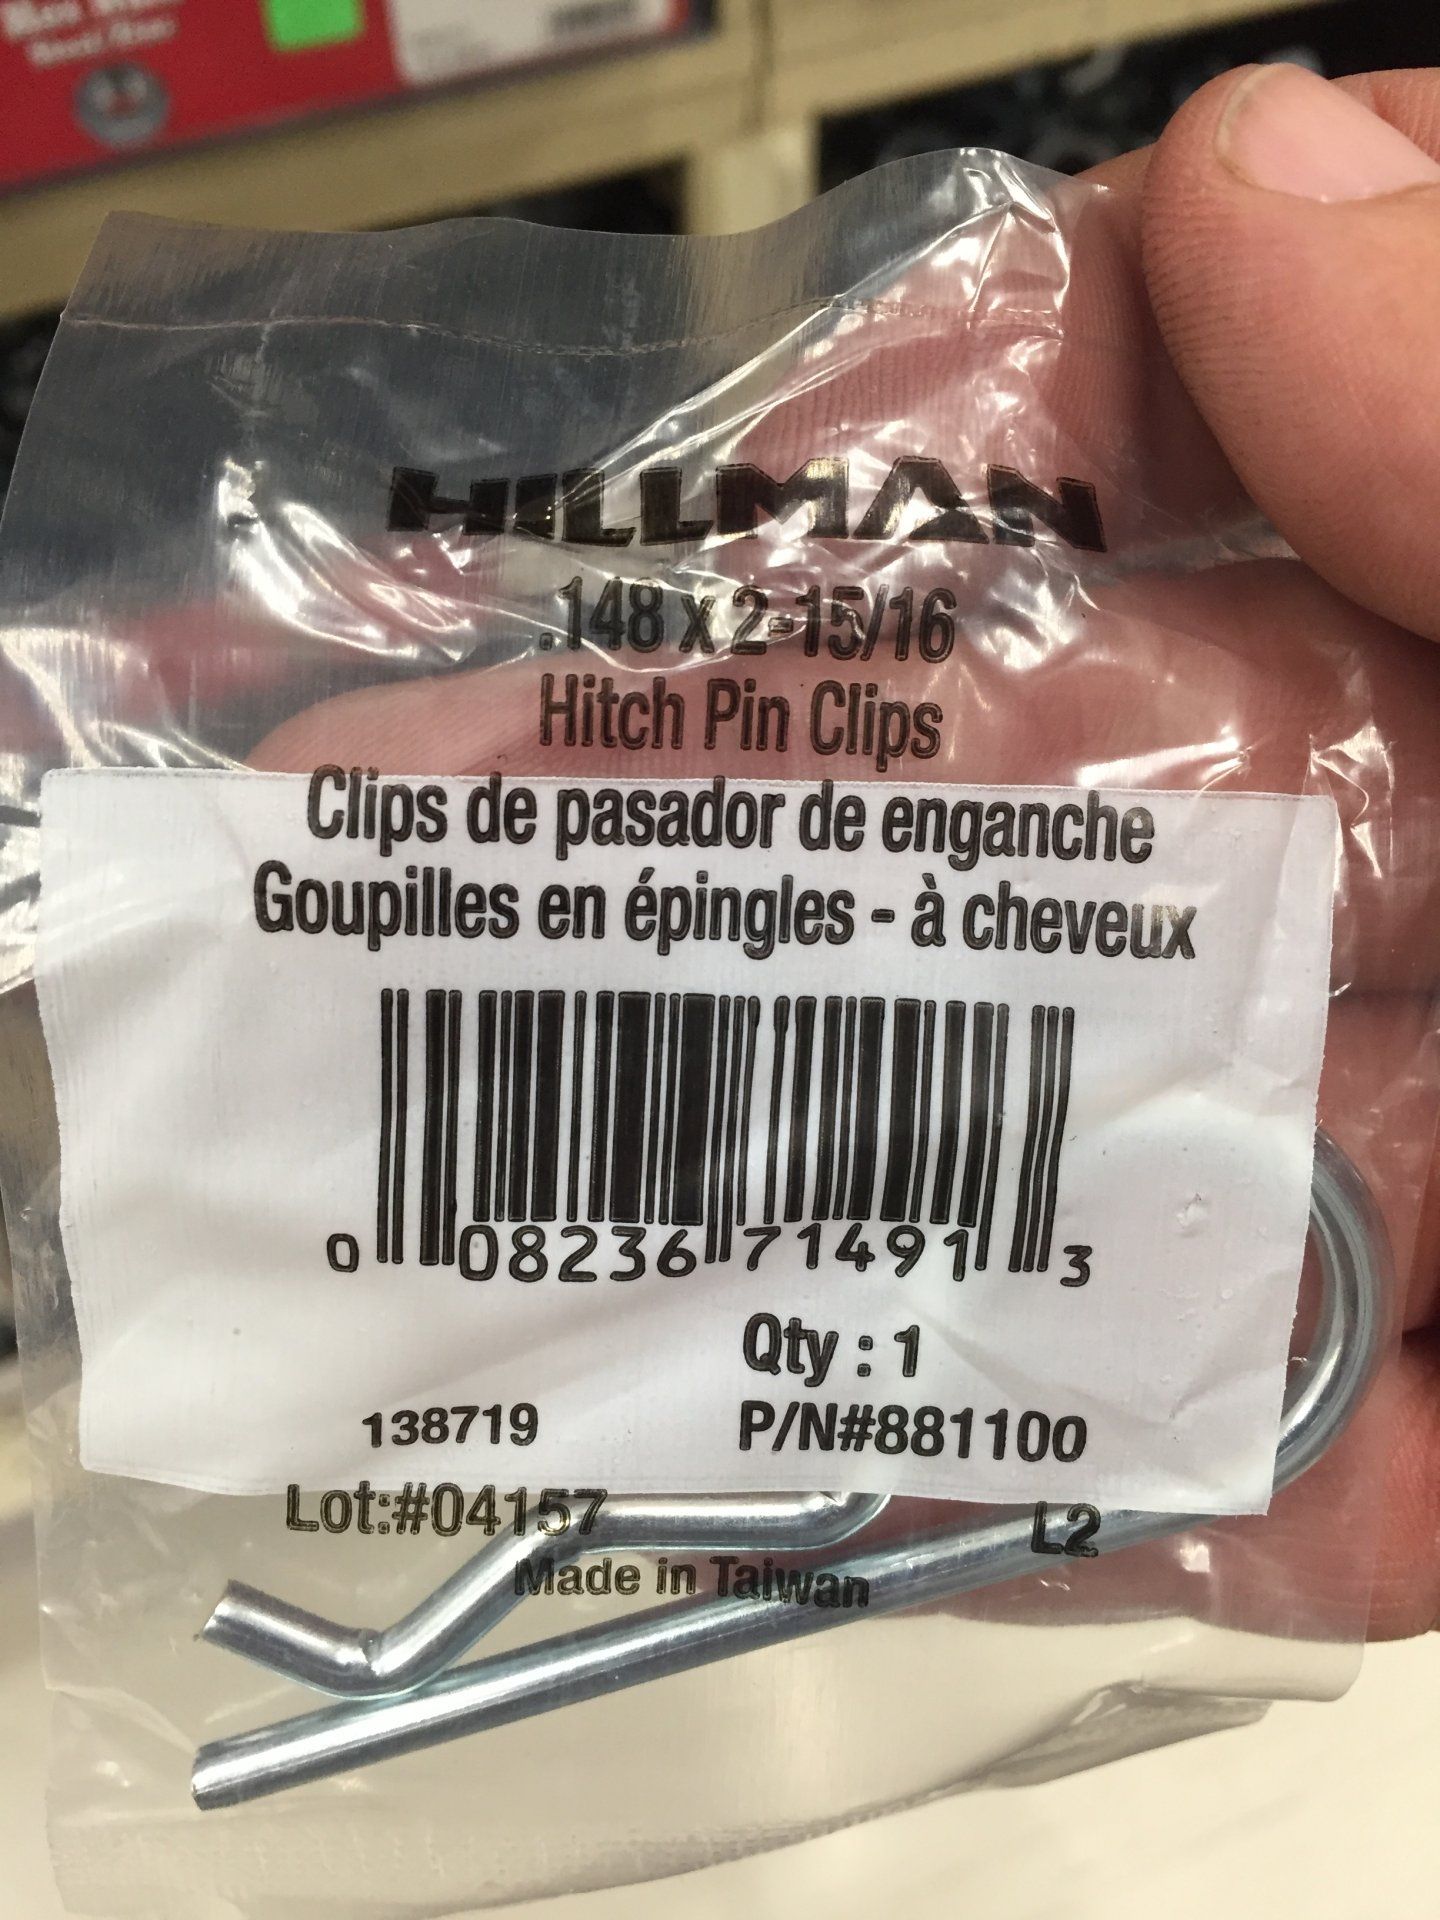 HILLMAN
.148 x 2-15/16
Hitch Pin Clips
Clips de pasador de enganche
Goupilles en épingles - à cheveux
0 08236 71491 3
Qty : 1
138719 P/N#881100
Lot:#04157 L2
Made in Taiwan